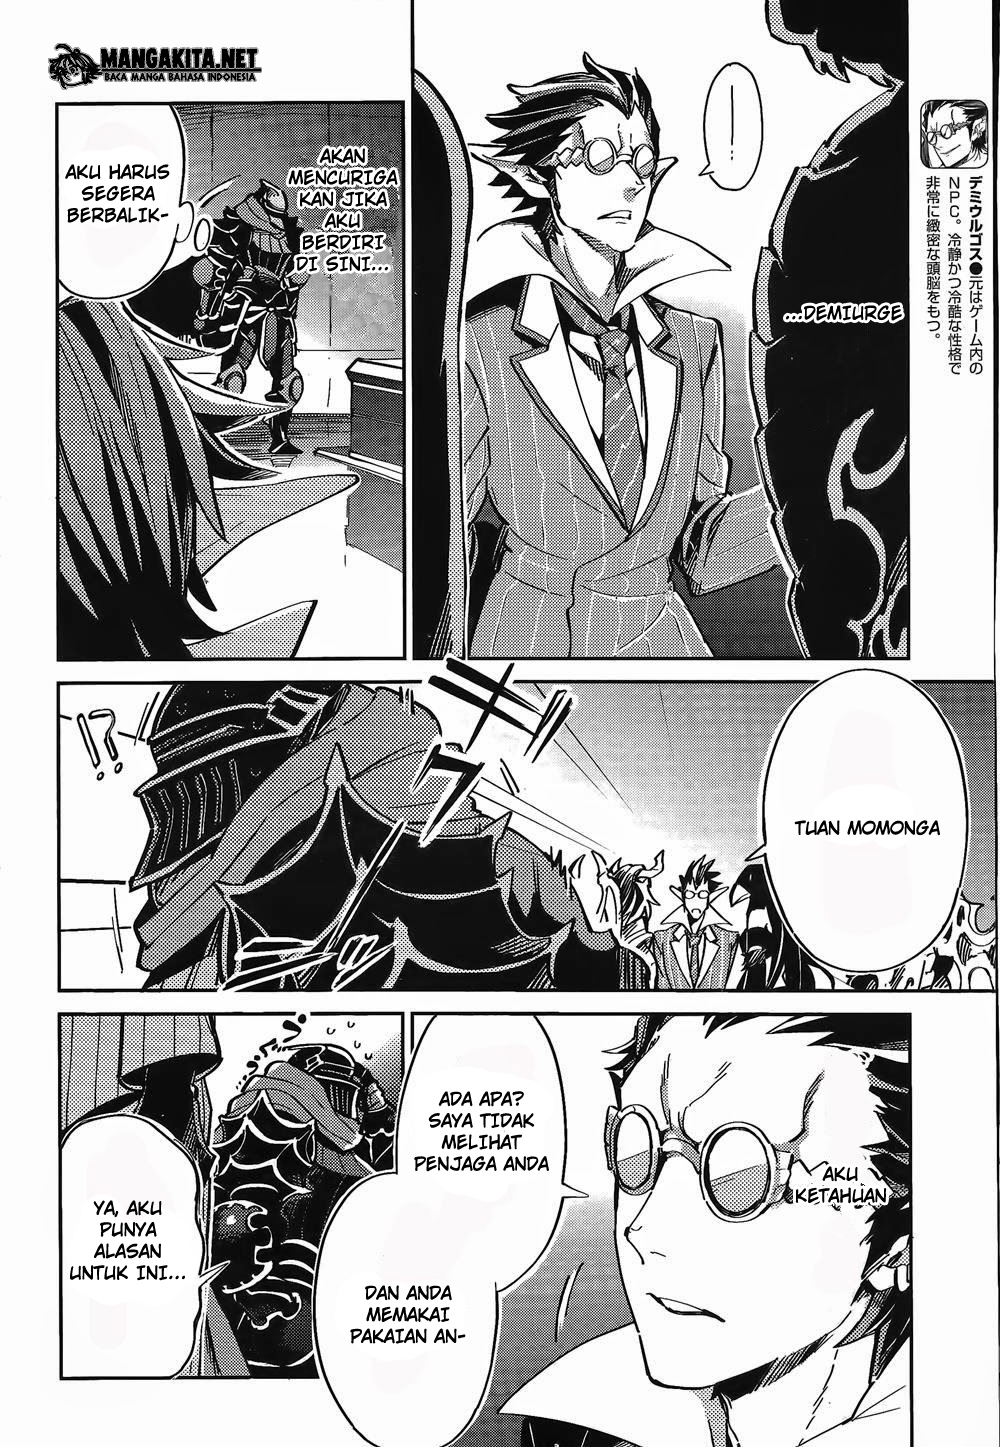 MANGAKITA.NET
BACA MANGA BAHASA INDONESIA
デミウルゴス●元はゲーム内の
NPC。冷静かつ冷酷な性格で
非常に緻密な頭脳をもつ。
......
...DEMIURGE
AKAN
MENCURIGA
KAN JIKA
AKU
BERDIRI
DI SINI...
AKU HARUS
SEGERA
BERBALIK-
TUAN MOMONGA
!?
AKU
KETAHUAN
ADA APA?
SAYA TIDAK
MELIHAT
PENJAGA ANDA
DAN ANDA
MEMAKAI
PAKAIAN AN-
YA, AKU
PUNYA
ALASAN
UNTUK INI...